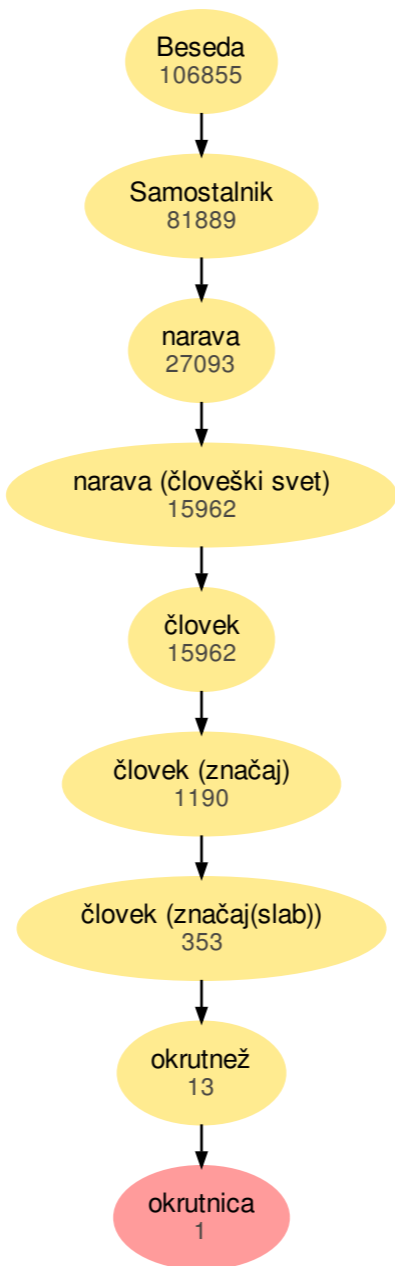 Beseda
106855
Samostalnik
81889
narava
27093
narava (človeški svet)
15962
človek
15962
človek (značaj)
1190
človek (značaj(slab))
353
okrutnež
13
okrutnica
1